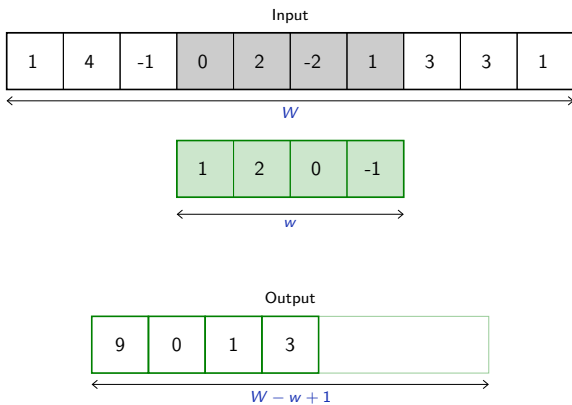 Input
1 4 -1 0 2 -2 1 3 3 1
W
1 2 0 -1
w
Output
9 0 1 3
W − w + 1